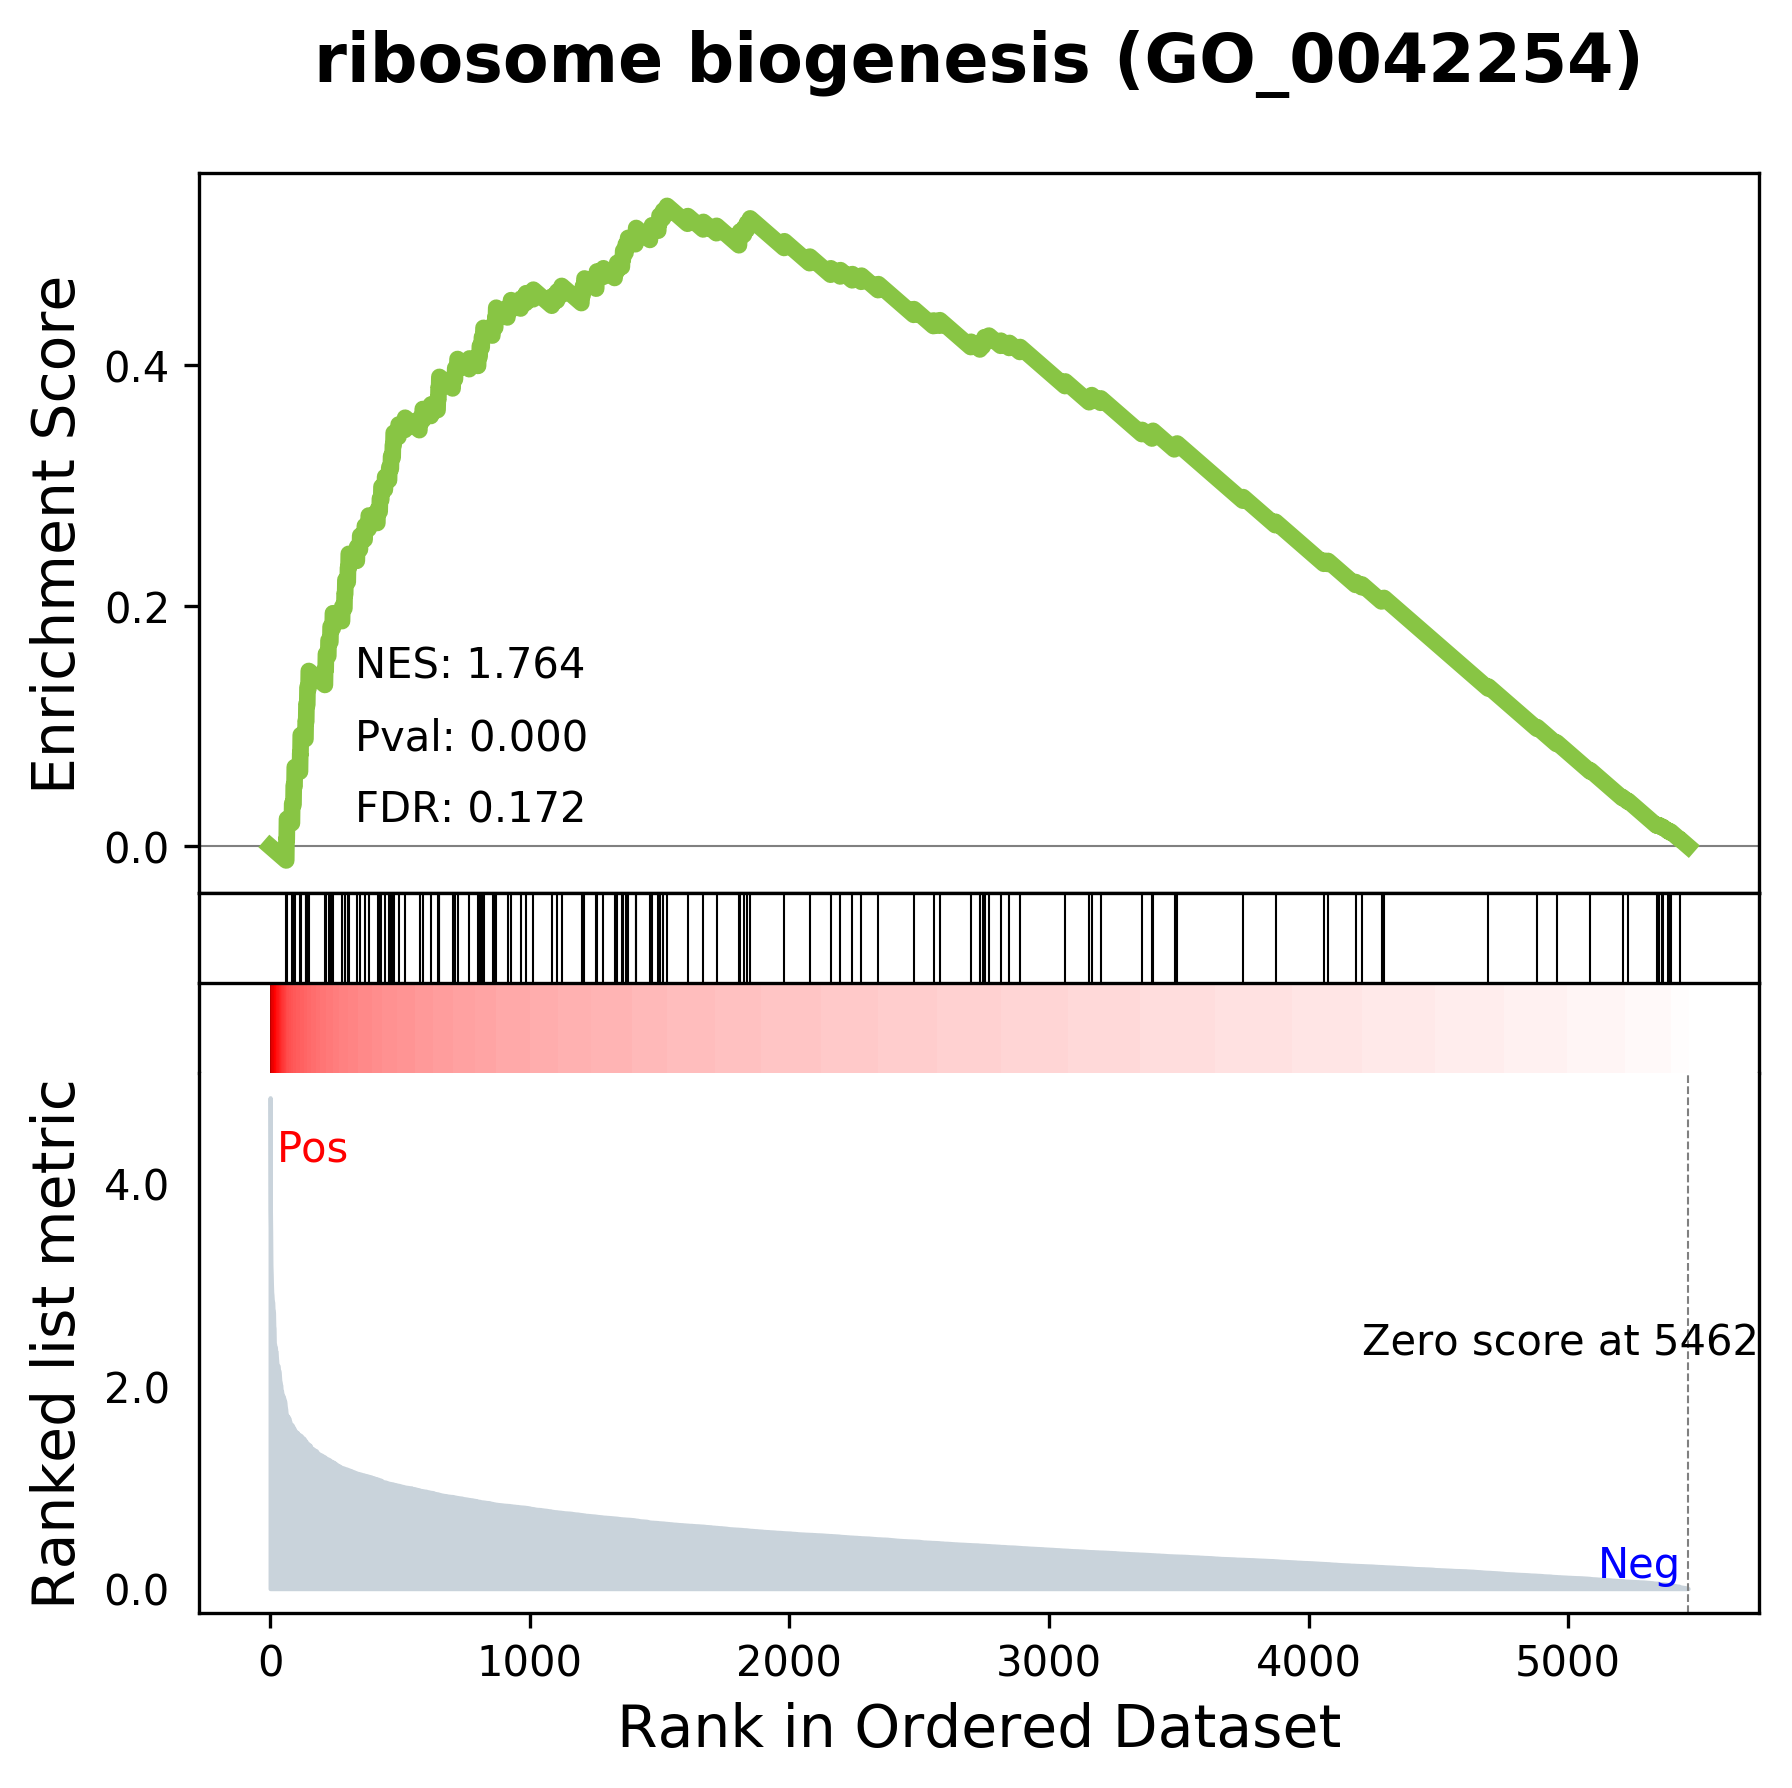 ribosome biogenesis (GO_0042254)
Enrichment Score
0.4
0.2
0.0
NES: 1.764
Pval: 0.000
FDR: 0.172
Ranked list metric
4.0
2.0
0.0
Pos
Zero score at 5462
Neg
0 1000 2000 3000 4000 5000
Rank in Ordered Dataset